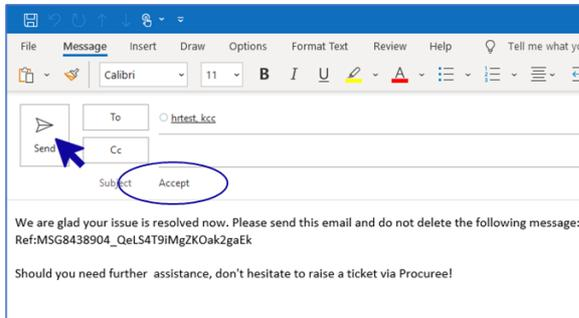 File Message Insert Draw Options Format Text Review Help Tell me what
Calibri 11 B I U A
To hrtest, kcc
Send Cc
Subject Accept
We are glad your issue is resolved now. Please send this email and do not delete the following message:
Ref:MSG8438904_QeLS4T9iMgZKOak2gaEk
Should you need further  assistance, don't hesitate to raise a ticket via Procuree!